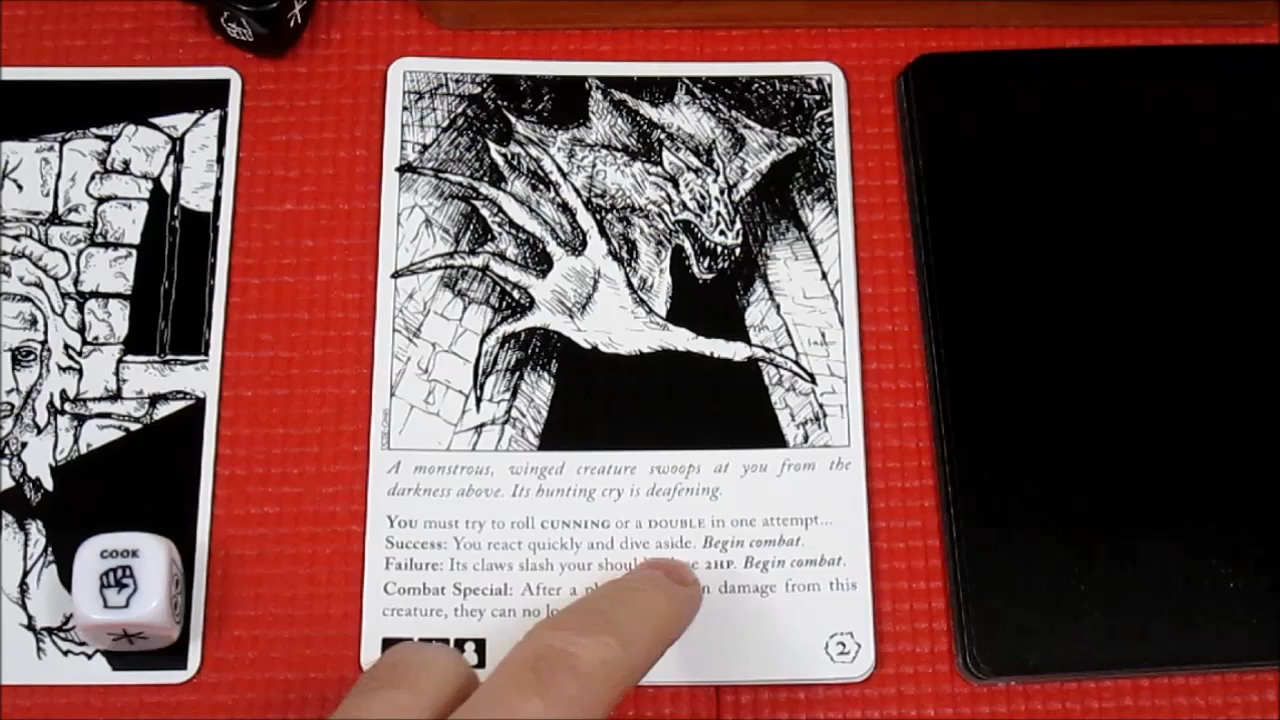 A monstrous, winged creature swoops at you from the
darkness above. Its hunting cry is deafening.
YOU must try to roll CUNNING or a DOUBLE in one attempt...
Success: You react quickly and dive aside. Begin combat.
Failure: Its claws slash your 2HP. Begin combat.
Combat Special: After a damage from this
creature, they can no
2
COOK